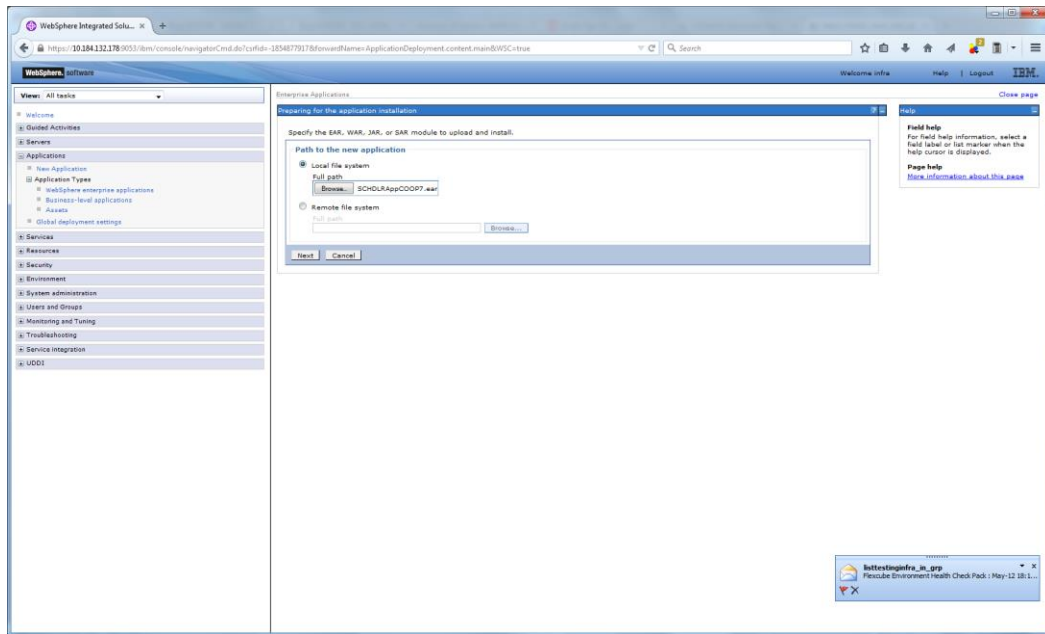 WebSphere Integrated Solu... × +
https://10.184.132.178:9053/ibm/console/navigatorCmd.do?csrfid=-1854877917&forwardName=ApplicationDeployment.content.main&WSC=true
Search
WebSphere. software
Welcome infra
Help | Logout
IBM.
View: All tasks
Welcome
Guided Activities
Servers
Applications
New Application
Application Types
WebSphere enterprise applications
Business-level applications
Assets
Global deployment settings
Services
Resources
Security
Environment
System administration
Users and Groups
Monitoring and Tuning
Troubleshooting
Service integration
UDDI
Enterprise Applications
Close page
Preparing for the application installation
Specify the EAR, WAR, JAR, or SAR module to upload and install.
Path to the new application
Local file system
Full path
Browse... SCHDLRAppCOOP7.ear
Remote file system
Full path
Browse...
Next Cancel
Help
Field help
For field help information, select a
field label or list marker when the
help cursor is displayed.
Page help
More information about this page
listtestinginfra_in_grp
Flexcube Environment Health Check Pack : May-12 18:1...